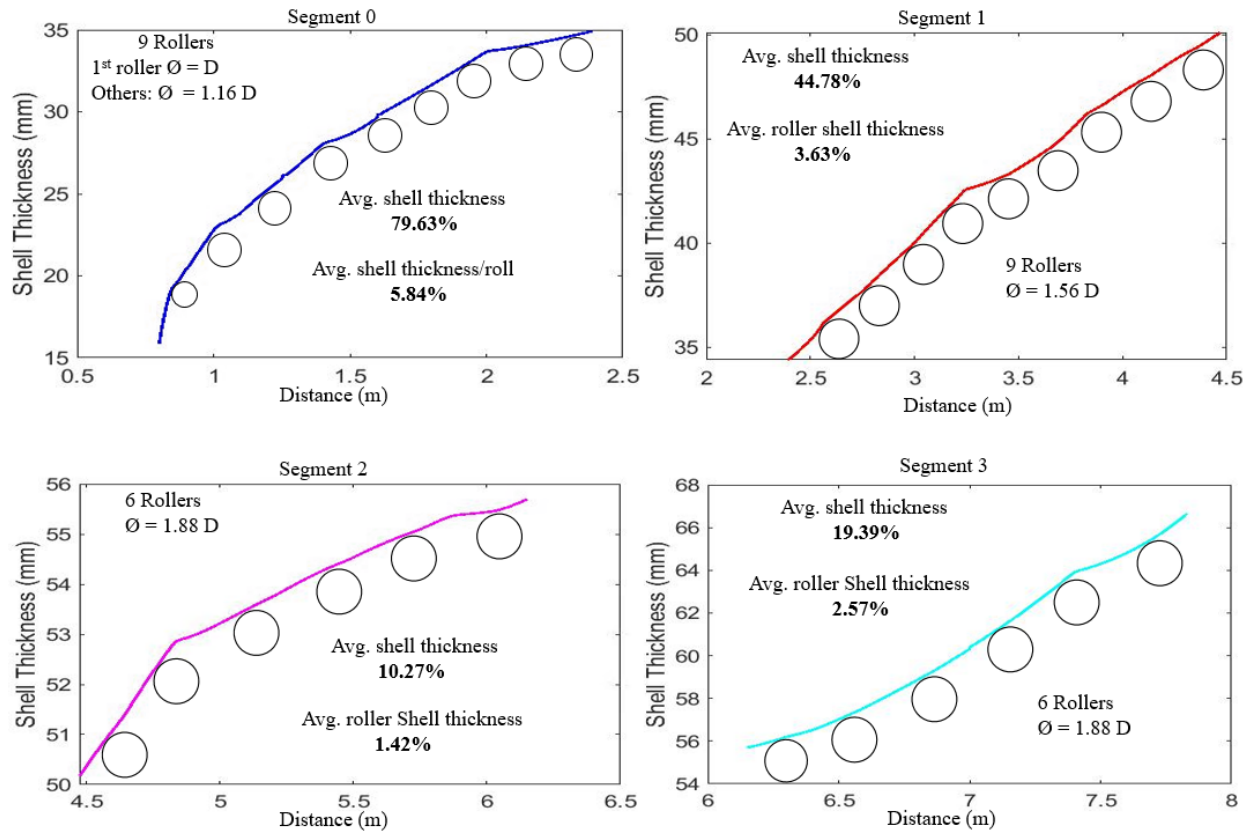 Segment 0
35
30
25
20
15
Shell Thickness (mm)
9 Rollers
1st roller Ø = D
Others: Ø = 1.16 D
Avg. shell thickness
79.63%
Avg. shell thickness/roll
5.84%
0.5
1
1.5
2
2.5
Distance (m)
Segment 1
50
45
40
35
Shell Thickness (mm)
Avg. shell thickness
44.78%
Avg. roller shell thickness
3.63%
9 Rollers
Ø = 1.56 D
2
2.5
3
3.5
4
4.5
Distance (m)
Segment 2
56
55
54
53
52
51
50
Shell Thickness (mm)
6 Rollers
Ø = 1.88 D
Avg. shell thickness
10.27%
Avg. roller Shell thickness
1.42%
4.5
5
5.5
6
6.5
Distance (m)
Segment 3
68
66
64
62
60
58
56
54
Shell Thickness (mm)
Avg. shell thickness
19.39%
Avg. roller Shell thickness
2.57%
6 Rollers
Ø = 1.88 D
6
6.5
7
7.5
8
Distance (m)